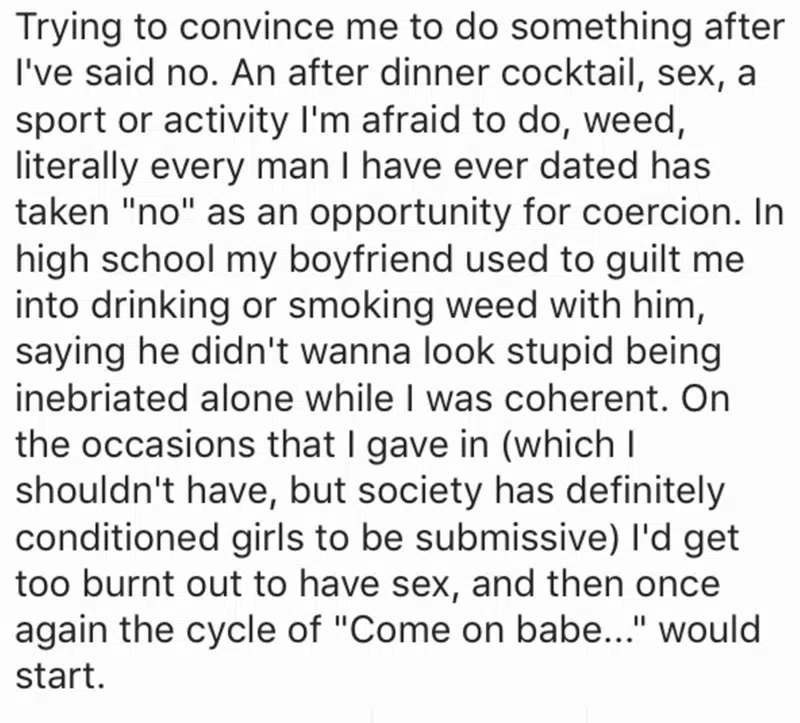 Trying to convince me to do something after
I've said no. An after dinner cocktail, sex, a
sport or activity I'm afraid to do, weed,
literally every man I have ever dated has
taken "no" as an opportunity for coercion. In
high school my boyfriend used to guilt me
into drinking or smoking weed with him,
saying he didn't wanna look stupid being
inebriated alone while I was coherent. On
the occasions that I gave in (which I
shouldn't have, but society has definitely
conditioned girls to be submissive) I'd get
too burnt out to have sex, and then once
again the cycle of "Come on babe..." would
start.